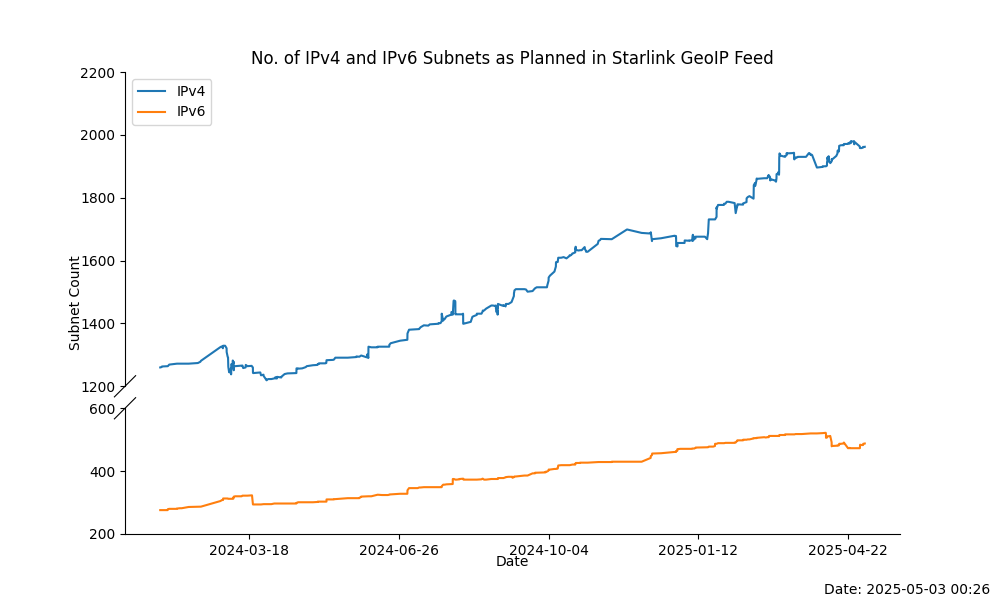 No. of IPv4 and IPv6 Subnets as Planned in Starlink GeoIP Feed
IPv4
IPv6
2200
2000
1800
1600
1400
1200
600
400
200
Subnet Count
2024-03-18 2024-06-26 2024-10-04 2025-01-12 2025-04-22
Date
Date: 2025-05-03 00:26